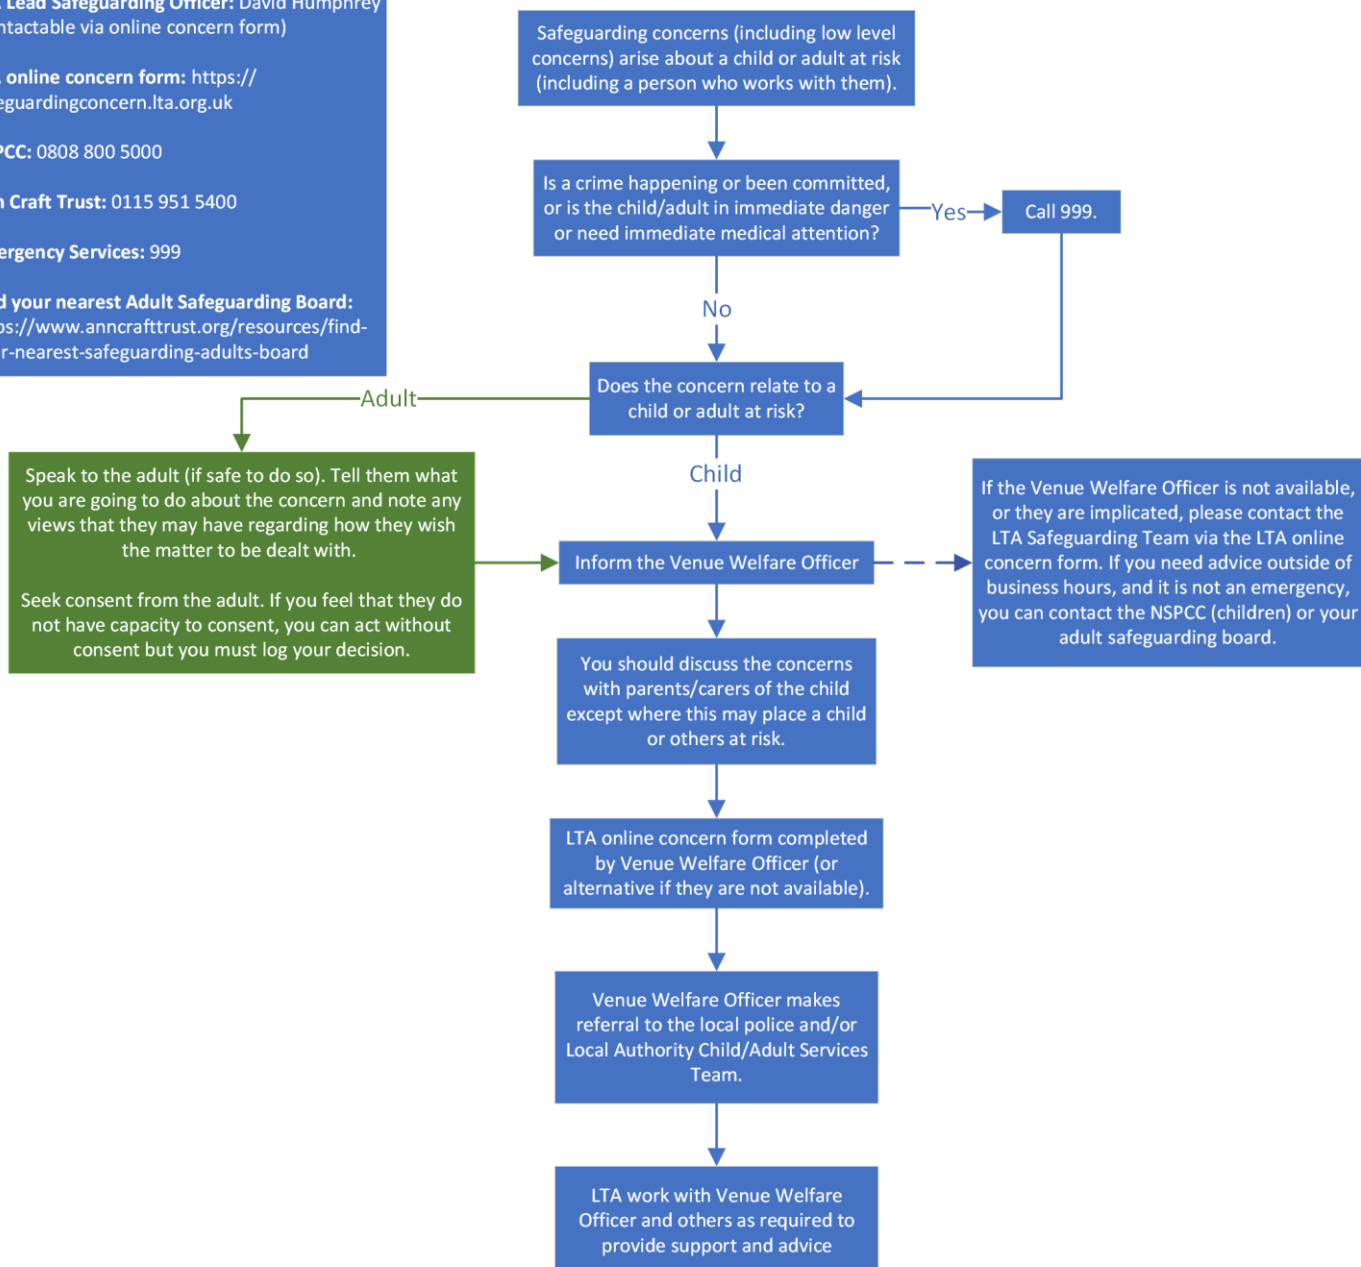 Lead Safeguarding Officer: David Humphrey
ntactable via online concern form)
online concern form: https://
eguardingconcern.lta.org.uk
PCC: 0808 800 5000
n Craft Trust: 0115 951 5400
ergency Services: 999
d your nearest Adult Safeguarding Board:
ps://www.anncrafttrust.org/resources/find-
r-nearest-safeguarding-adults-board
Safeguarding concerns (including low level
concerns) arise about a child or adult at risk
(including a person who works with them).
Is a crime happening or been committed,
or is the child/adult in immediate danger
or need immediate medical attention?
Yes
Call 999.
No
Does the concern relate to a
child or adult at risk?
Adult
Child
Speak to the adult (if safe to do so). Tell them what
you are going to do about the concern and note any
views that they may have regarding how they wish
the matter to be dealt with.
Seek consent from the adult. If you feel that they do
not have capacity to consent, you can act without
consent but you must log your decision.
Inform the Venue Welfare Officer
If the Venue Welfare Officer is not available,
or they are implicated, please contact the
LTA Safeguarding Team via the LTA online
concern form. If you need advice outside of
business hours, and it is not an emergency,
you can contact the NSPCC (children) or your
adult safeguarding board.
You should discuss the concerns
with parents/carers of the child
except where this may place a child
or others at risk.
LTA online concern form completed
by Venue Welfare Officer (or
alternative if they are not available).
Venue Welfare Officer makes
referral to the local police and/or
Local Authority Child/Adult Services
Team.
LTA work with Venue Welfare
Officer and others as required to
provide support and advice